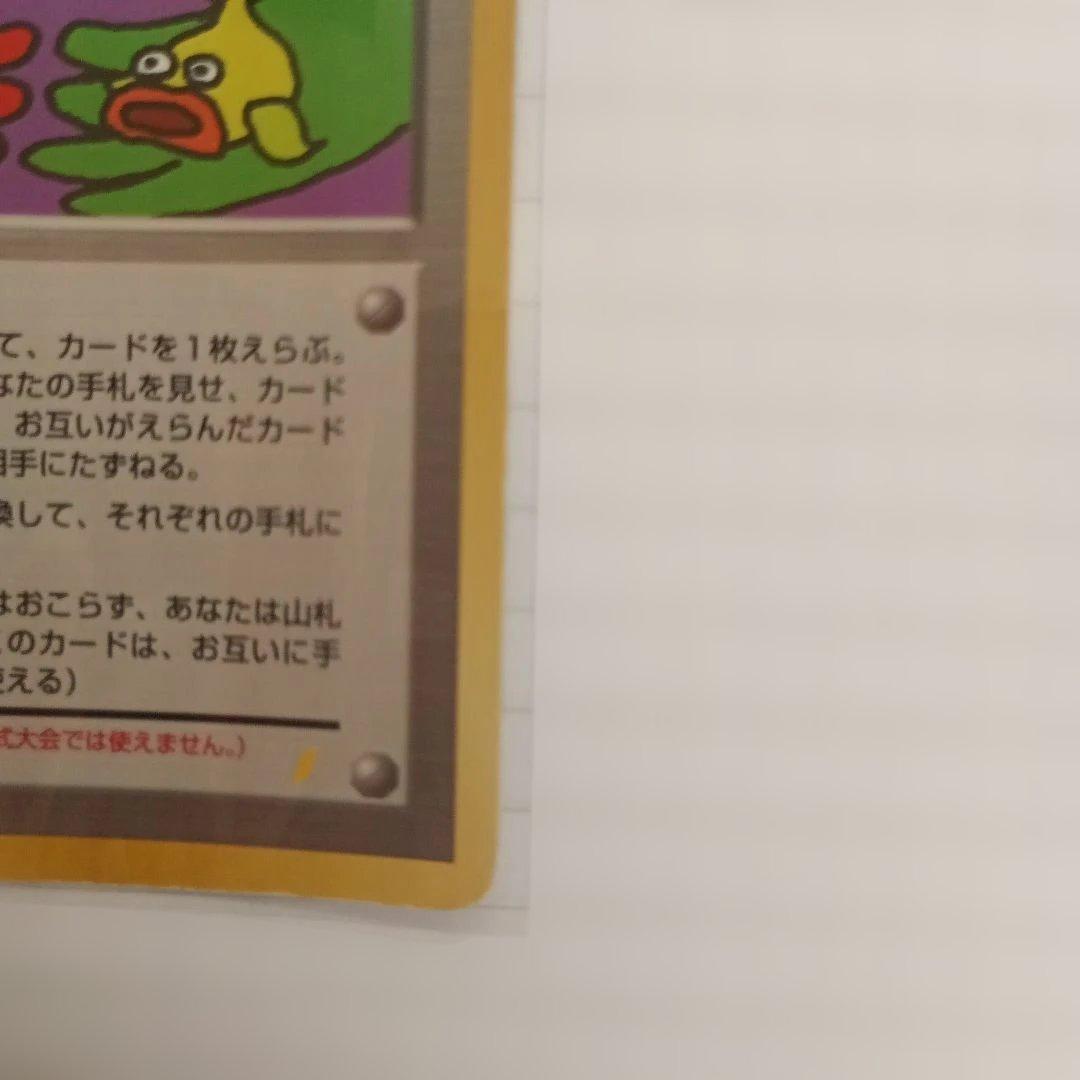 て、カードを1枚えらぶ。
なたの手札を見せ、カード
お互いがえらんだカード
相手にたずねる。
換して、それぞれの手札に
はおこらず、あなたは山札
このカードは、お互いに手
使える）
式大会では使えません。）